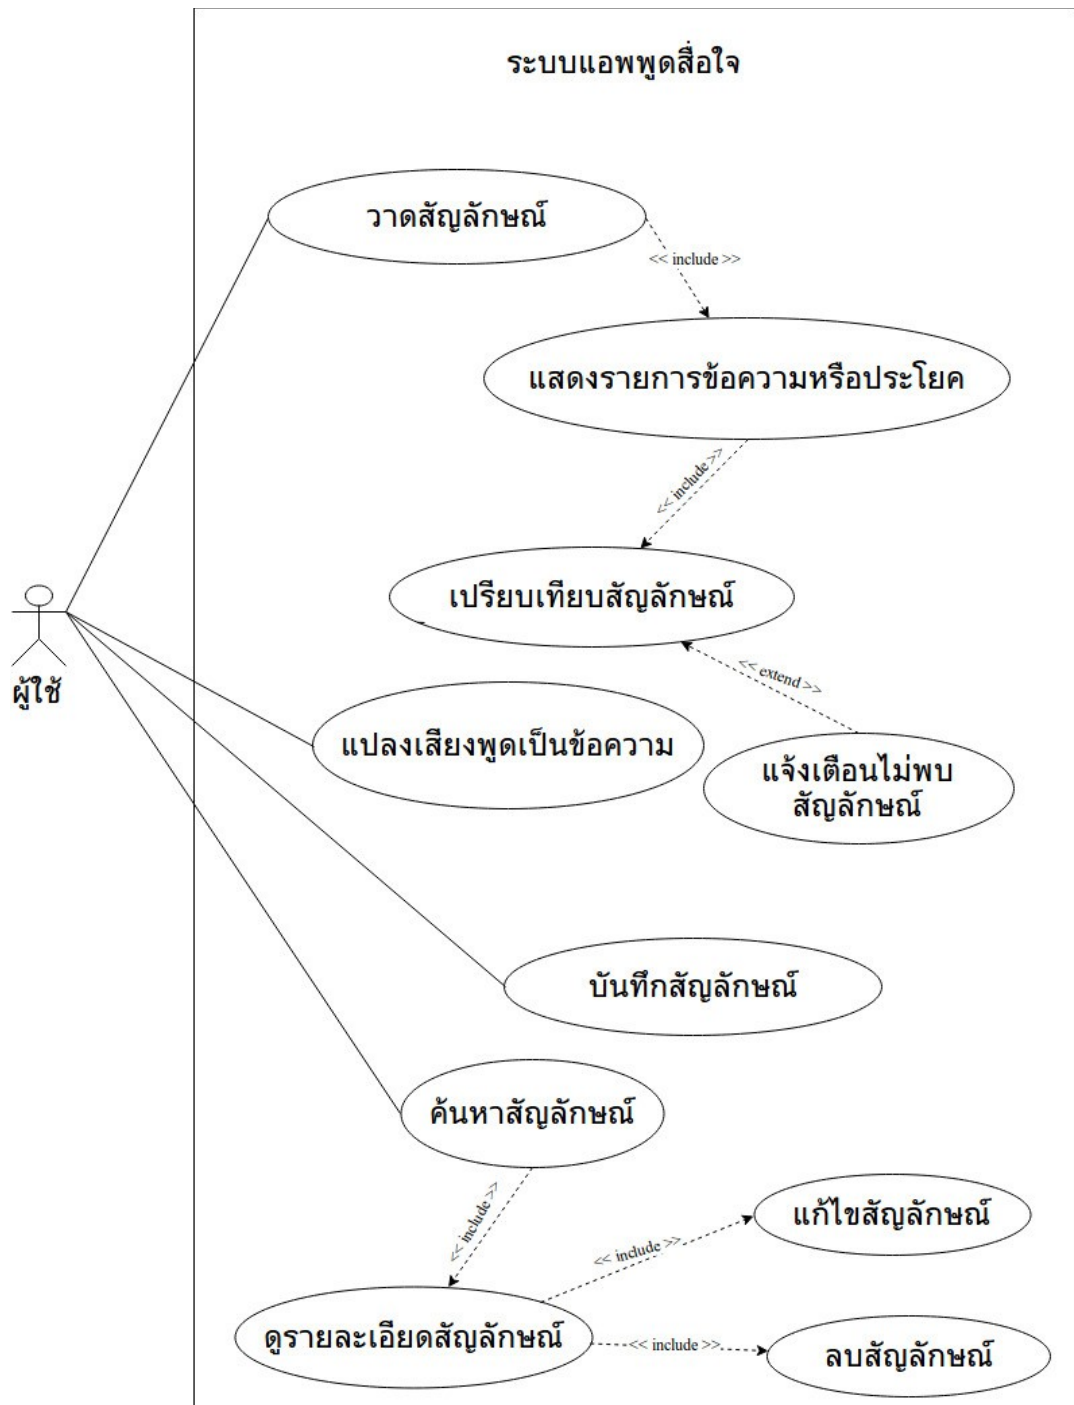 ระบบแอพพูดสื่อใจ
วาดสัญลักษณ์
<< include >>
แสดงรายการข้อความหรือประโยค
<< include >>
เปรียบเทียบสัญลักษณ์
<< extend >>
ผู้ใช้
แปลงเสียงพูดเป็นข้อความ
แจ้งเตือนไม่พบ
สัญลักษณ์
บันทึกสัญลักษณ์
ค้นหาสัญลักษณ์
<< include >>
แก้ไขสัญลักษณ์
<< include >>
ดูรายละเอียดสัญลักษณ์
<< include >>
ลบสัญลักษณ์